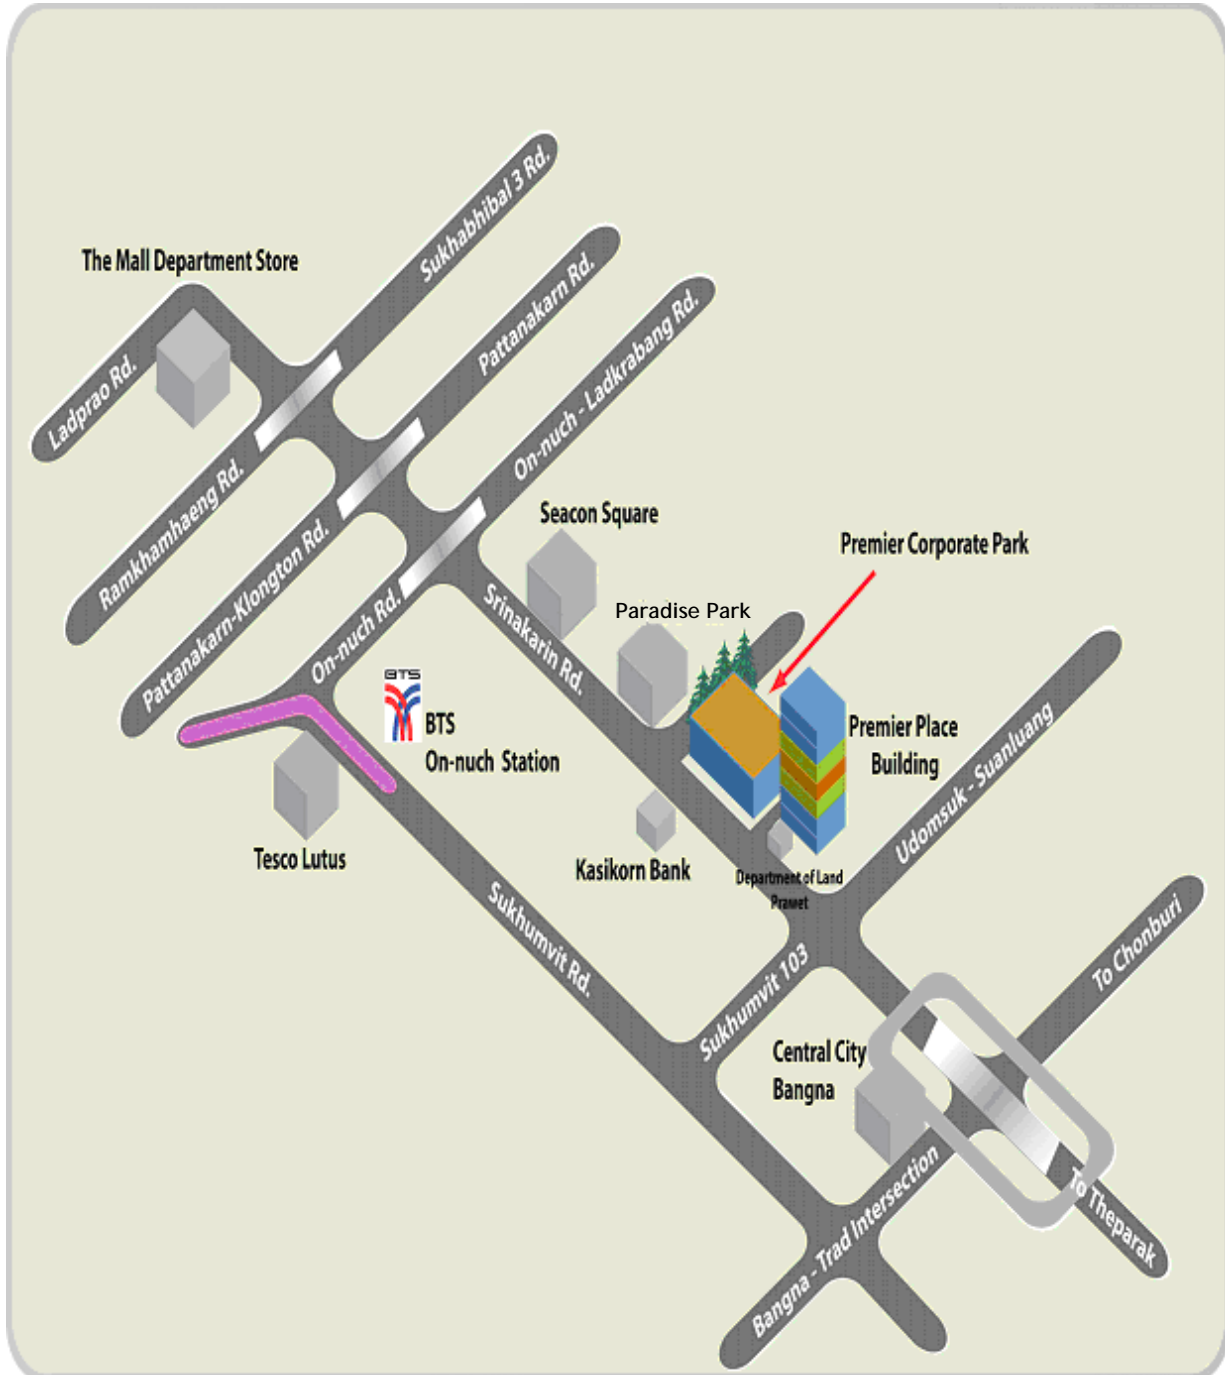 Sukhabhibal 3 Rd.
The Mall Department Store
Pattanakarn Rd.
Ladprao Rd.
On-nuch - Ladkrabang Rd.
Ramkhamhaeng Rd.
Seacon Square
Premier Corporate Park
Pattanakarn-Klongton Rd.
On-nuch Rd.
Srinakarin Rd.
Paradise Park
BTS
BTS
On-nuch Station
Premier Place
Building
Udomsuk - Suanluang
Tesco Lutus
Kasikorn Bank
Department of Land
Prawet
Sukhumvit Rd.
To Chonburi
Sukhumvit 103
Central City
Bangna
Bangna - Trad Intersection
To Theparak